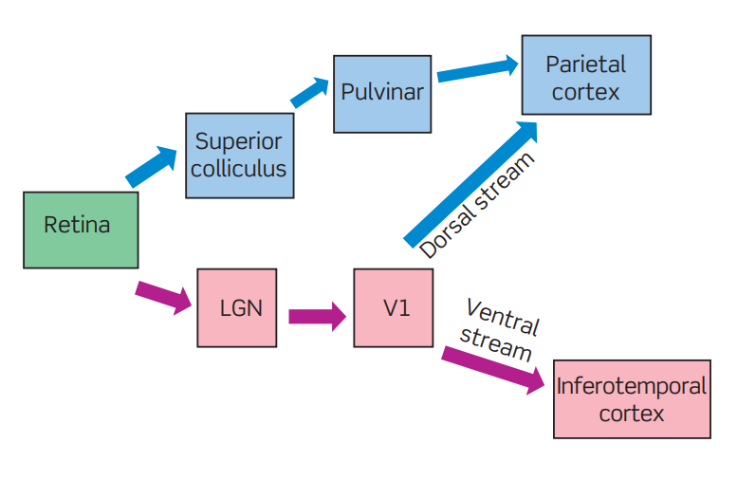 Parietal
cortex
Pulvinar
Superior
colliculus
Dorsal stream
Retina
LGN
V1
Ventral
stream
Inferotemporal
cortex